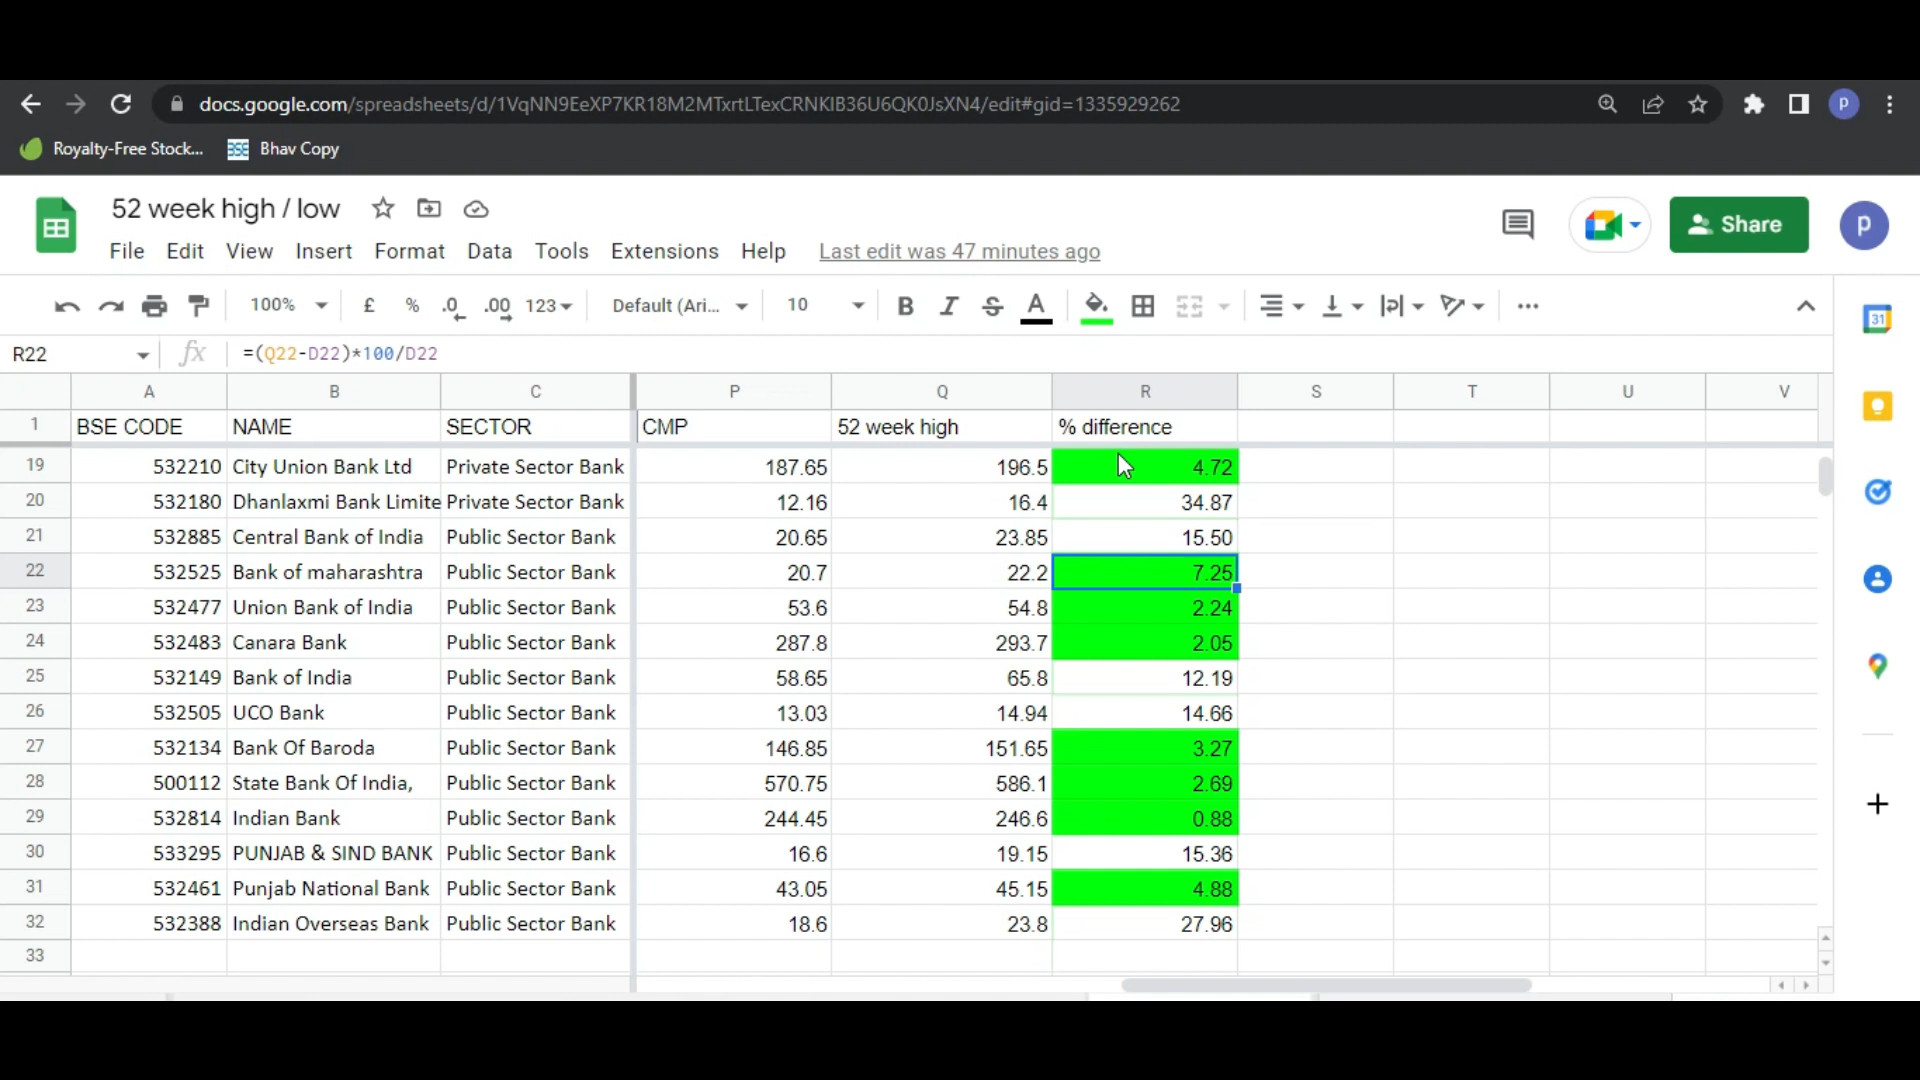 docs.google.com/spreadsheets/d/1VqNN9EeXP7KR18M2MTxrtLTexCRNKIB36U6QK0JsXN4/edit#gid=1335929262 P
Royalty-Free Stock... BSE Bhav Copy
52 week high / low
File Edit View Insert Format Data Tools Extensions Help Last edit was 47 minutes ago Share P
100% £ % .0 .00 123 Default (Ari... 10 B I S A 31
R22 fx =(Q22-D22)*100/D22
A B C P Q R S T U V
1 BSE CODE NAME SECTOR CMP 52 week high % difference
19 532210 City Union Bank Ltd Private Sector Bank 187.65 196.5 4.72
20 532180 Dhanlaxmi Bank Limite Private Sector Bank 12.16 16.4 34.87
21 532885 Central Bank of India Public Sector Bank 20.65 23.85 15.50
22 532525 Bank of maharashtra Public Sector Bank 20.7 22.2 7.25
23 532477 Union Bank of India Public Sector Bank 53.6 54.8 2.24
24 532483 Canara Bank Public Sector Bank 287.8 293.7 2.05
25 532149 Bank of India Public Sector Bank 58.65 65.8 12.19
26 532505 UCO Bank Public Sector Bank 13.03 14.94 14.66
27 532134 Bank Of Baroda Public Sector Bank 146.85 151.65 3.27
28 500112 State Bank Of India, Public Sector Bank 570.75 586.1 2.69
29 532814 Indian Bank Public Sector Bank 244.45 246.6 0.88
30 533295 PUNJAB & SIND BANK Public Sector Bank 16.6 19.15 15.36
31 532461 Punjab National Bank Public Sector Bank 43.05 45.15 4.88
32 532388 Indian Overseas Bank Public Sector Bank 18.6 23.8 27.96
33